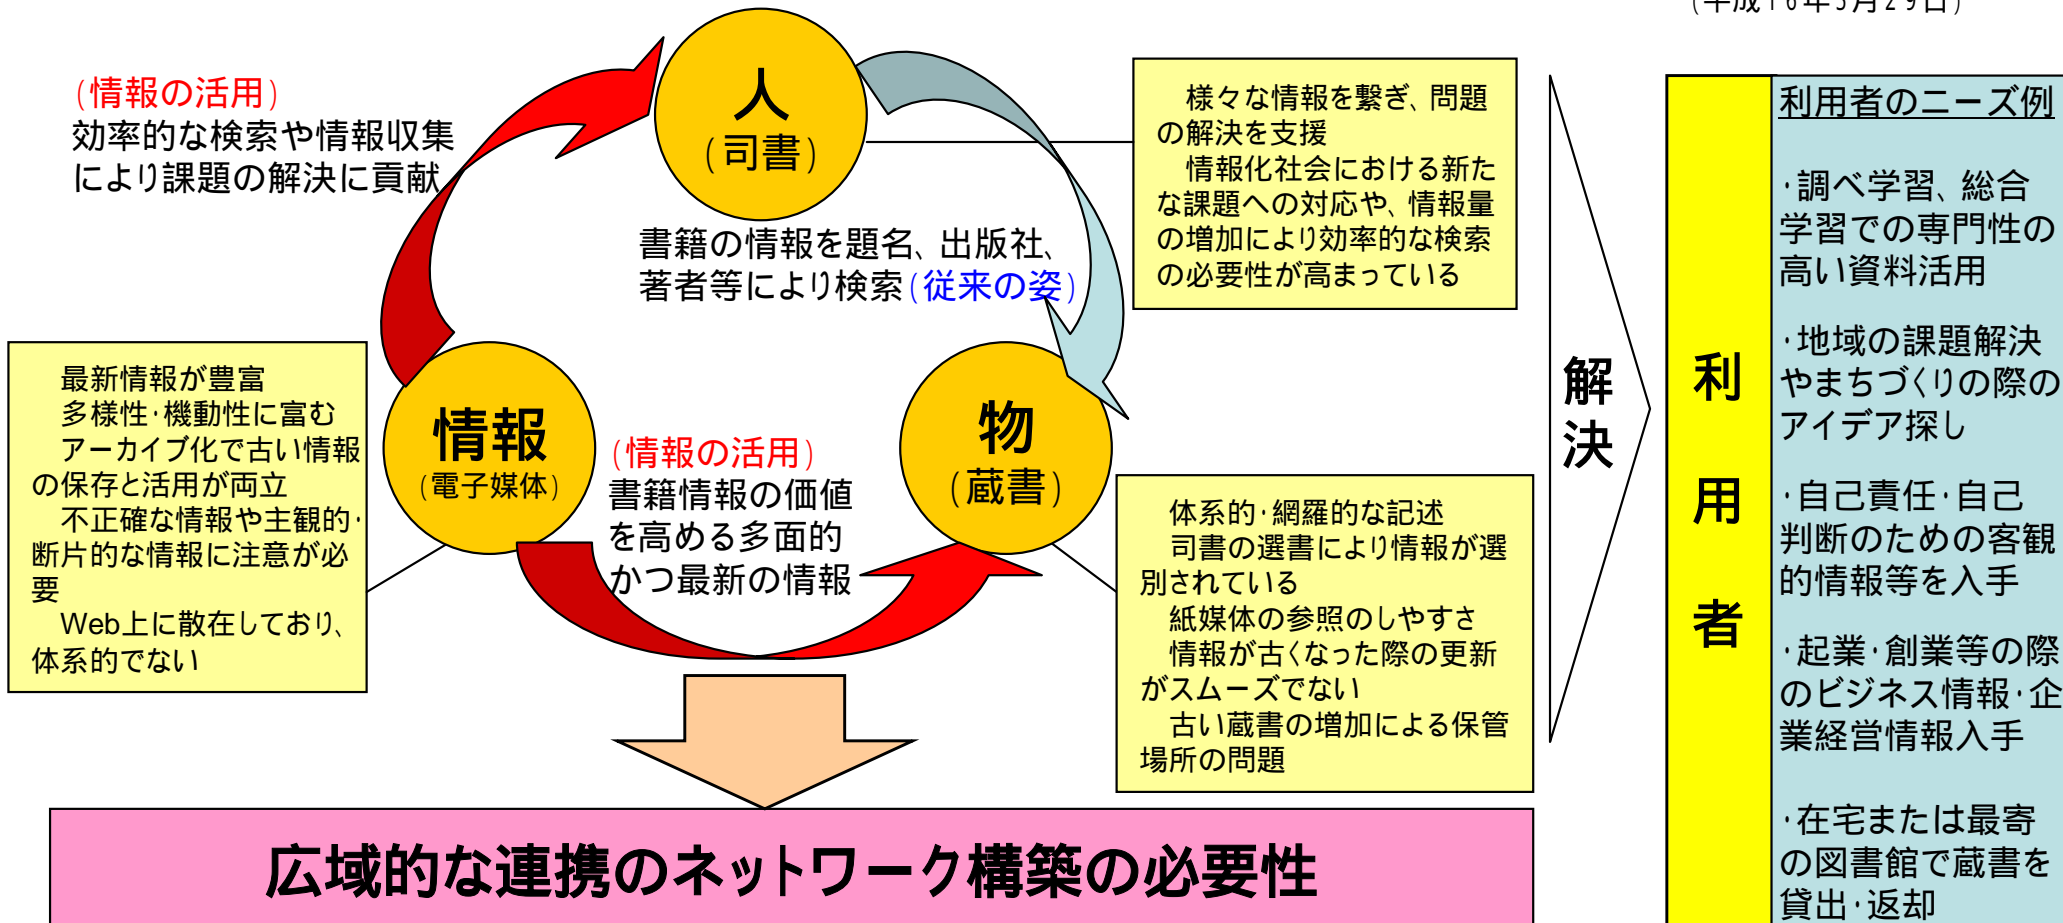 (平成16年3月29日)
人
(司書)
(情報の活用)
効率的な検索や情報収集
により課題の解決に貢献
様々な情報を繋ぎ、問題
の解決を支援
情報化社会における新た
な課題への対応や、情報量
の増加により効率的な検索
の必要性が高まっている
書籍の情報を題名、出版社、
著者等により検索(従来の姿)
最新情報が豊富
多様性・機動性に富む
アーカイブ化で古い情報
の保存と活用が両立
不正確な情報や主観的・
断片的な情報に注意が必
要
Web上に散在しており、
体系的でない
情報
(電子媒体)
(情報の活用)
書籍情報の価値
を高める多面的
かつ最新の情報
物
(蔵書)
体系的・網羅的な記述
司書の選書により情報が選
別されている
紙媒体の参照のしやすさ
情報が古くなった際の更新
がスムーズでない
古い蔵書の増加による保管
場所の問題
広域的な連携のネットワーク構築の必要性
解
決
利
用
者
利用者のニーズ例
・調べ学習、総合
学習での専門性の
高い資料活用
・地域の課題解決
やまちづくりの際の
アイデア探し
・自己責任・自己
判断のための客観
的情報等を入手
・起業・創業等の際
のビジネス情報・企
業経営情報入手
・在宅または最寄
の図書館で蔵書を
貸出・返却